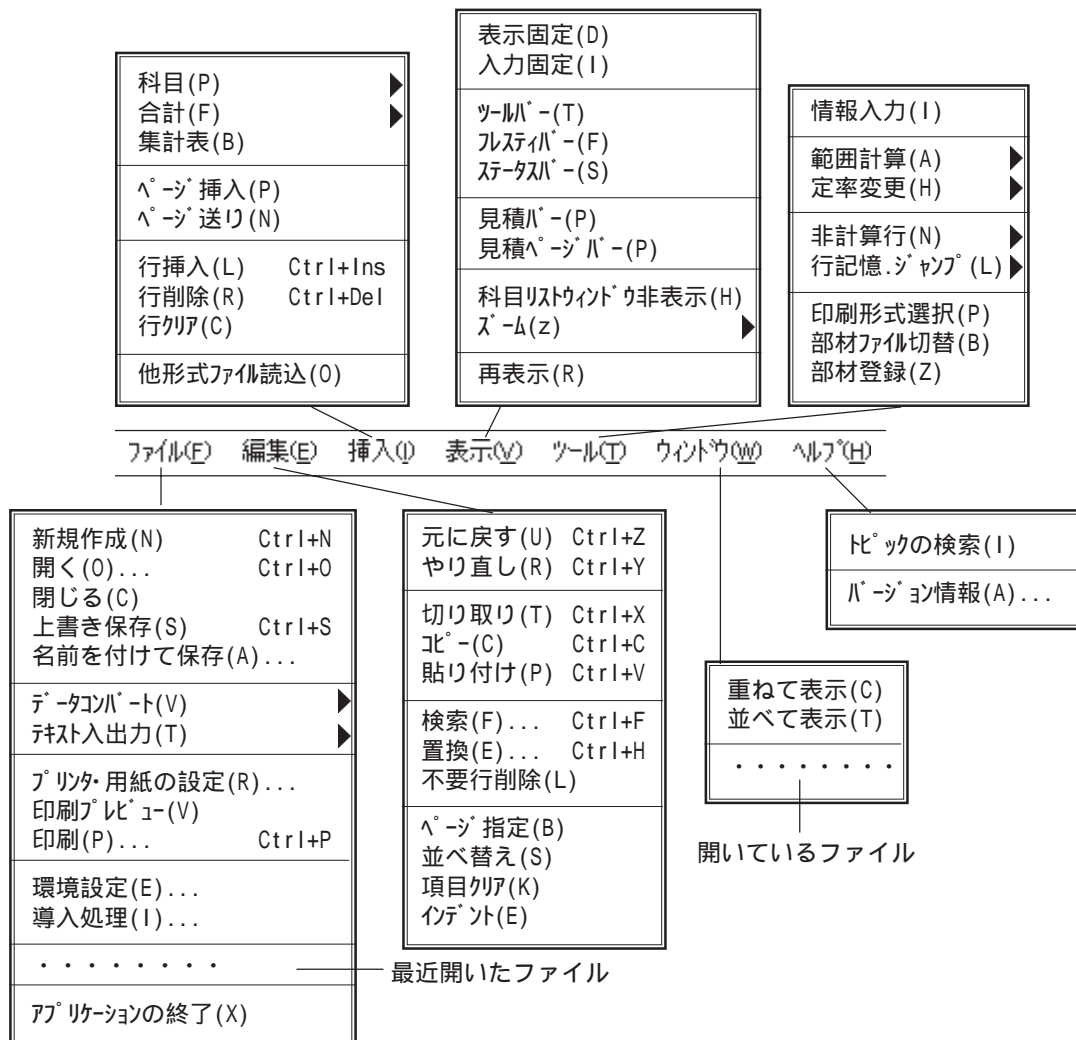 科目(P)
合計(F)
集計表(B)
ﾍﾟｰｼﾞ挿入(P)
ﾍﾟｰｼﾞ送り(N)
行挿入(L) Ctrl+Ins
行削除(R) Ctrl+Del
行ｸﾘｱ(C)
他形式ﾌｧｲﾙ読込(O)
表示固定(D)
入力固定(I)
ﾂｰﾙﾊﾞｰ(T)
ﾌﾚｽﾃｨﾊﾞｰ(F)
ｽﾃｰﾀｽﾊﾞｰ(S)
見積ﾊﾞｰ(P)
見積ﾍﾟｰｼﾞﾊﾞｰ(P)
科目ﾘｽﾄｳｨﾝﾄﾞｳ非表示(H)
ｽﾞｰﾑ(z)
再表示(R)
情報入力(I)
範囲計算(A)
定率変更(H)
非計算行(N)
行記憶.ｼﾞｬﾝﾌﾟ(L)
印刷形式選択(P)
部材ﾌｧｲﾙ切替(B)
部材登録(Z)
ﾌｧｲﾙ(F) 編集(E) 挿入(I) 表示(V) ﾂｰﾙ(T) ｳｨﾝﾄﾞｳ(W) ﾍﾙﾌﾟ(H)
新規作成(N) Ctrl+N
開く(O)... Ctrl+O
閉じる(C)
上書き保存(S) Ctrl+S
名前を付けて保存(A)...
ﾃﾞｰﾀｺﾝﾊﾞｰﾄ(V)
ﾃｷｽﾄ入出力(T)
ﾌﾟﾘﾝﾀ･用紙の設定(R)...
印刷ﾌﾟﾚﾋﾞｭｰ(V)
印刷(P)... Ctrl+P
環境設定(E)...
導入処理(I)...
・・・・・・・・
最近開いたファイル
ｱﾌﾟﾘｹｰｼｮﾝの終了(X)
元に戻す(U) Ctrl+Z
やり直し(R) Ctrl+Y
切り取り(T) Ctrl+X
ｺﾋﾟｰ(C) Ctrl+C
貼り付け(P) Ctrl+V
検索(F)... Ctrl+F
置換(E)... Ctrl+H
不要行削除(L)
ﾍﾟｰｼﾞ指定(B)
並べ替え(S)
項目ｸﾘｱ(K)
ｲﾝﾃﾞﾝﾄ(E)
重ねて表示(C)
並べて表示(T)
・・・・・・・・
開いているファイル
ﾄﾋﾟｯｸの検索(I)
ﾊﾞｰｼﾞｮﾝ情報(A)...